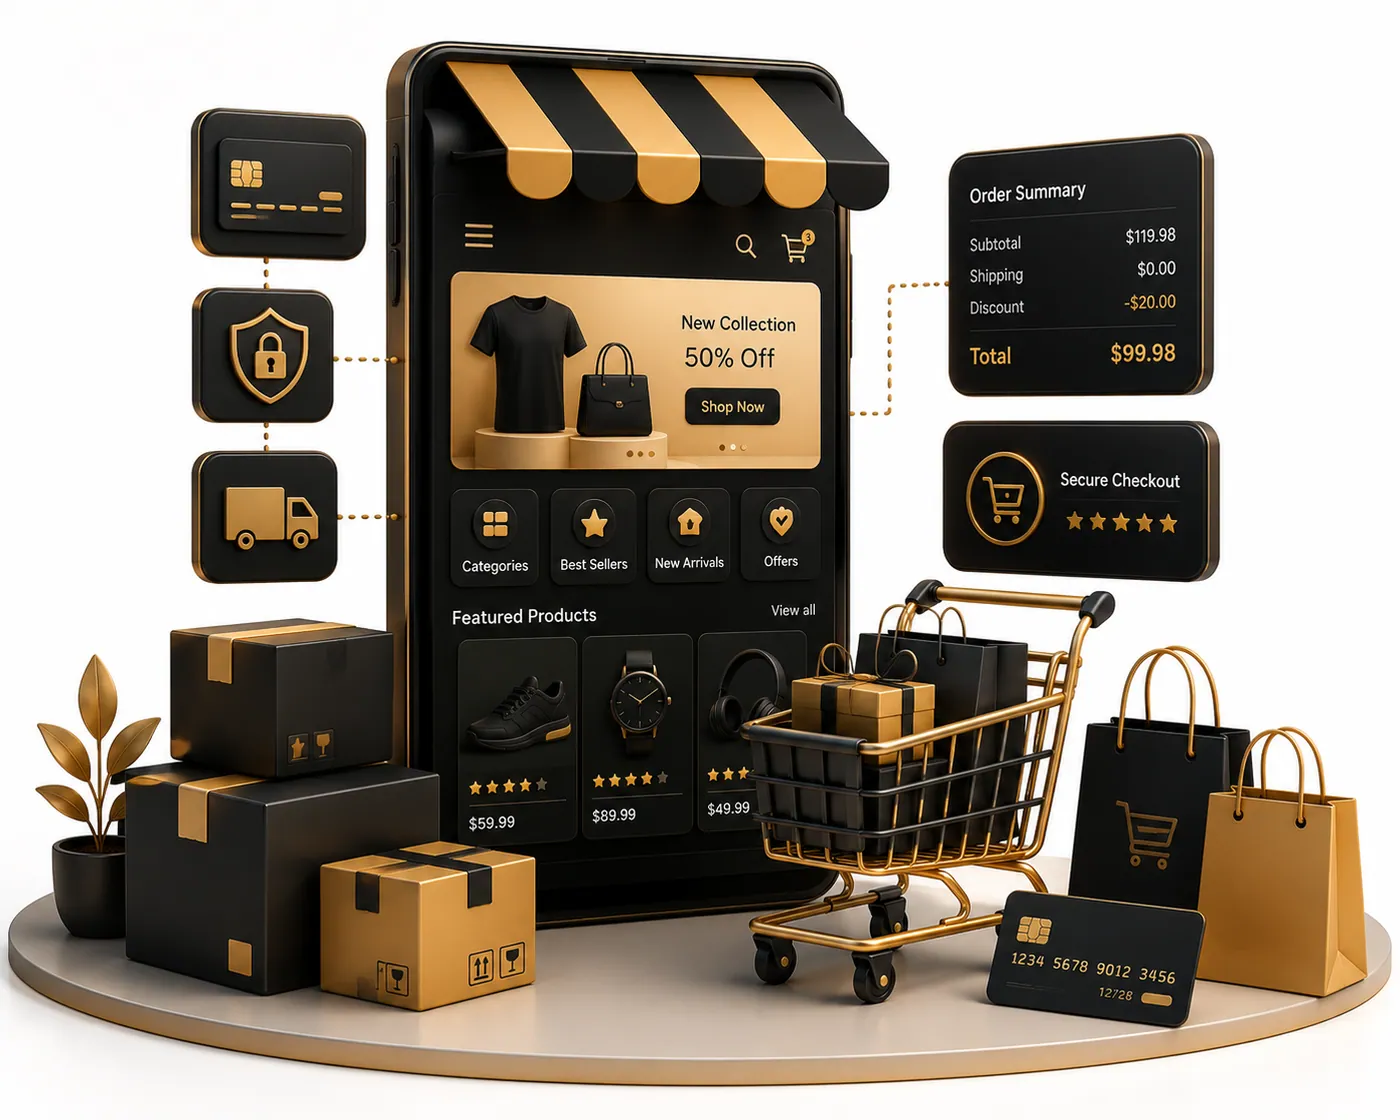 3
New Collection
50% Off
Shop Now
Categories
Best Sellers
New Arrivals
Offers
Featured Products
View all
$59.99
$89.99
$49.99
Order Summary
Subtotal $119.98
Shipping $0.00
Discount -$20.00
Total $99.98
Secure Checkout
1234 5678 9012 3456
12728